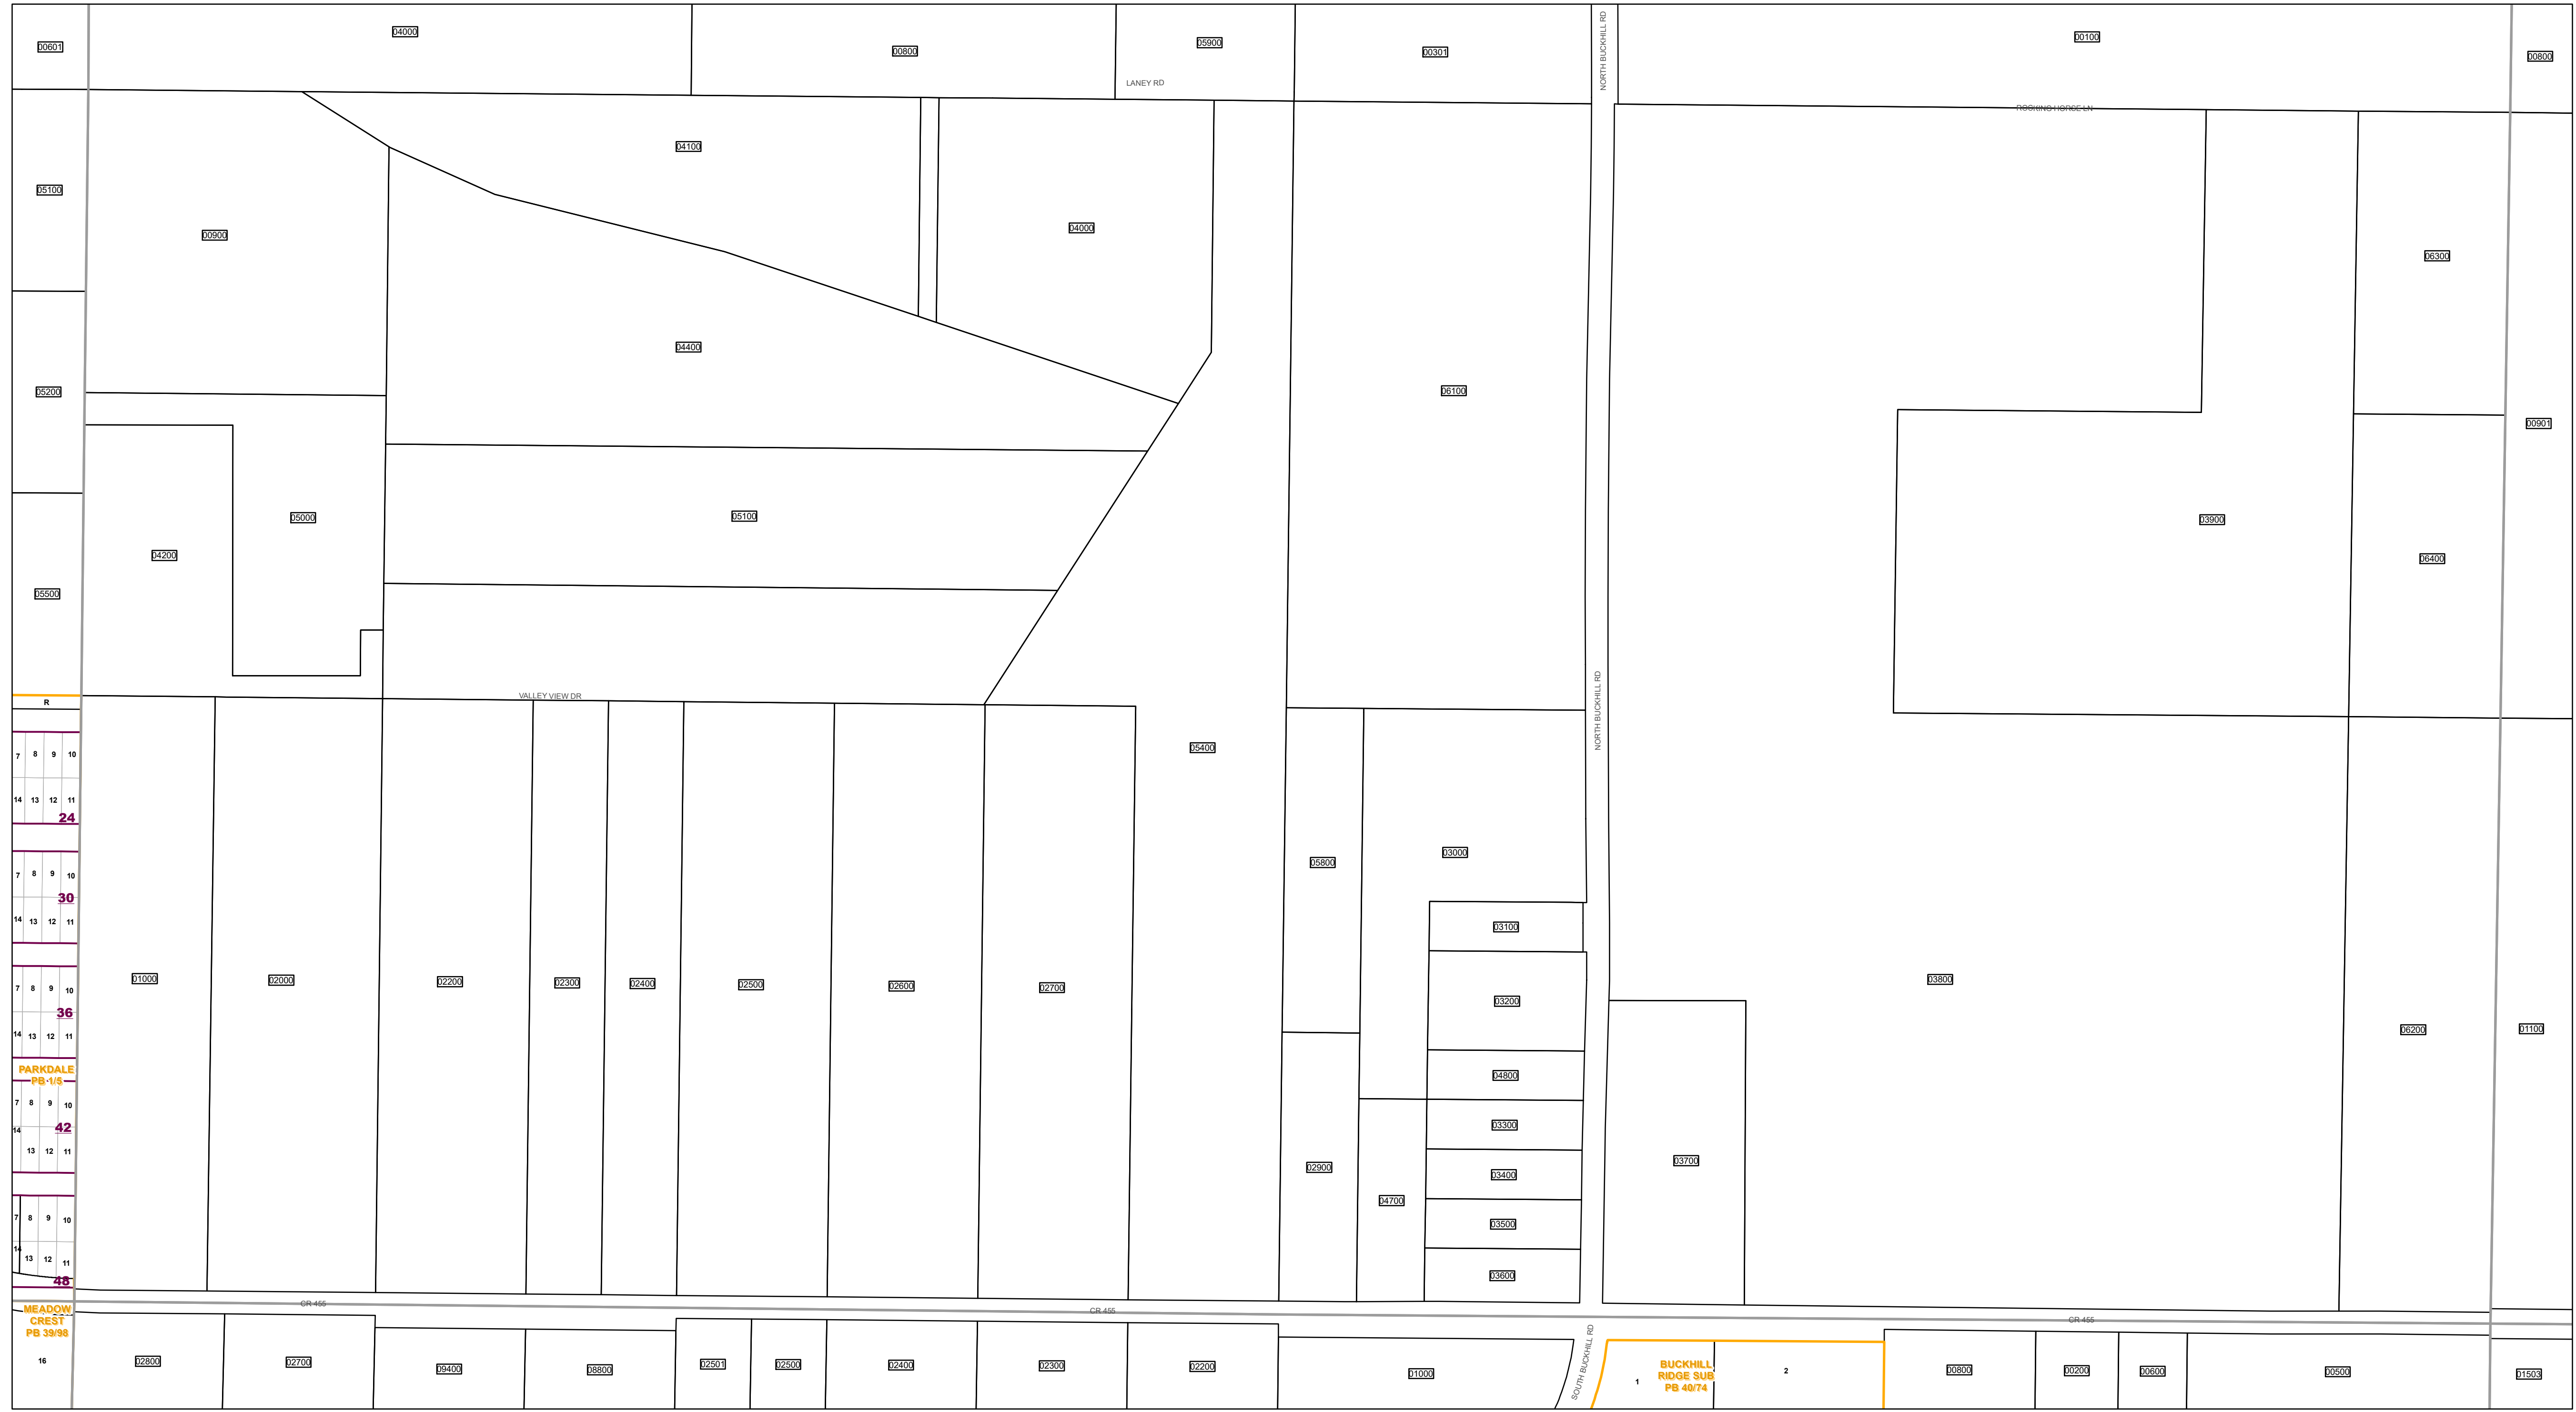 00601
04000
00800
05900
00301
NORTH BUCKHILL RD
00100
00800
LANEY RD
ROCKING HORSE LN
05100
00900
04100
04000
06300
05200
04400
06100
00901
05500
04200
05000
05100
03900
06400
R
VALLEY VIEW DR
NORTH BUCKHILL RD
05400
7 8 9 10
14 13 12 11
24
7 8 9 10
30
14 13 12 11
05800
03000
03100
7 8 9 10
36
14 13 12 11
01000
02000
02200
02300
02400
02500
02600
02700
03200
03800
06200
01100
PARKDALE
PB 1/5
04800
7 8 9 10
14
42
13 12 11
03300
02900
03400
03700
04700
7 8 9 10
14
13 12 11
48
03500
03600
CR 455
CR 455
CR 455
MEADOW
CREST
PB 39/98
16
02800
02700
09400
08800
02501
02500
02400
02300
02200
01000
SOUTH BUCKHILL RD
1
BUCKHILL
RIDGE SUB
PB 40/74
2
00800
00200
00600
00500
01503